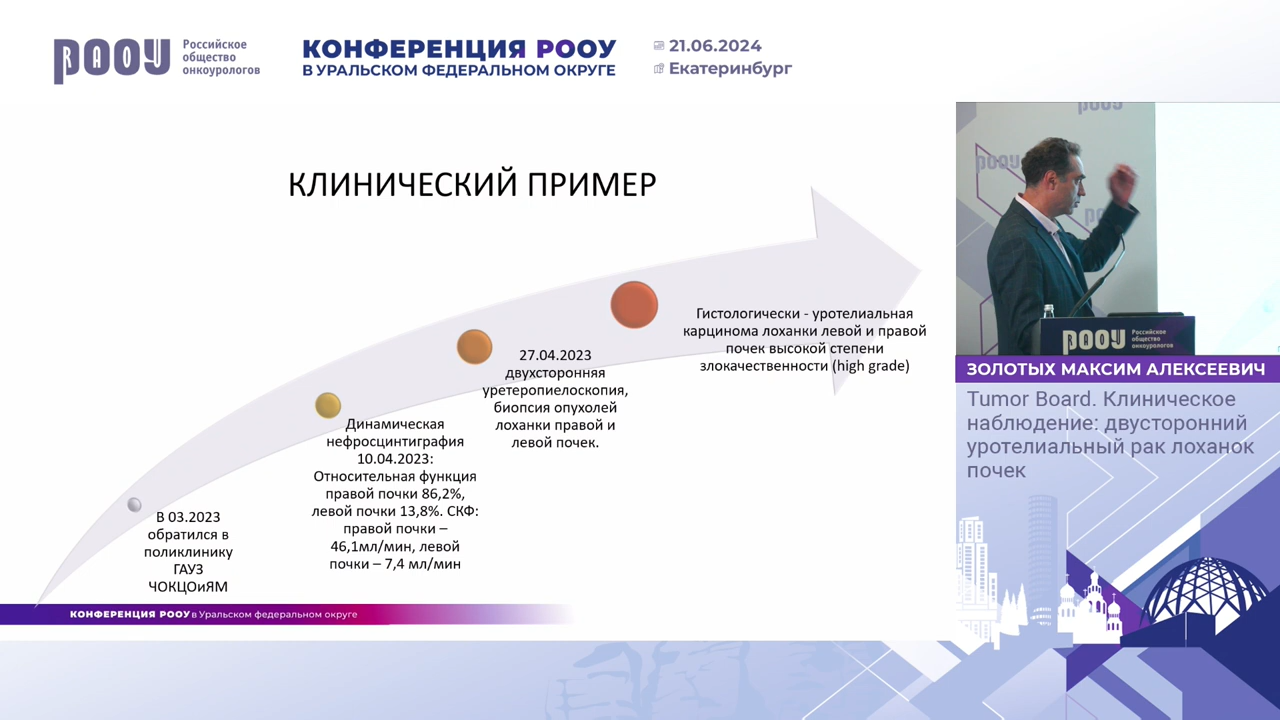 РООУ
RAOU
Российское
общество
онкоурологов
КОНФЕРЕНЦИЯ РООУ
В УРАЛЬСКОМ ФЕДЕРАЛЬНОМ ОКРУГЕ
21.06.2024
Екатеринбург
КЛИНИЧЕСКИЙ ПРИМЕР
В 03.2023
обратился в
поликлинику
ГАУЗ
ЧОКЦОиЯМ
Динамическая
нефросцинтиграфия
10.04.2023:
Относительная функция
правой почки 86,2%,
левой почки 13,8%. СКФ:
правой почки –
46,1мл/мин, левой
почки – 7,4 мл/мин
27.04.2023
двухсторонняя
уретеропиелоскопия,
биопсия опухолей
лоханки правой и
левой почек.
Гистологически - уротелиальная
карцинома лоханки левой и правой
почек высокой степени
злокачественности (high grade)
КОНФЕРЕНЦИЯ РООУ в Уральском федеральном округе
РООУ
РООУ
РООУ
Российское
общество
онкоурологов
ЗОЛОТЫХ МАКСИМ АЛЕКСЕЕВИЧ
Tumor Board. Клиническое
наблюдение: двусторонний
уротелиальный рак лоханок
почек